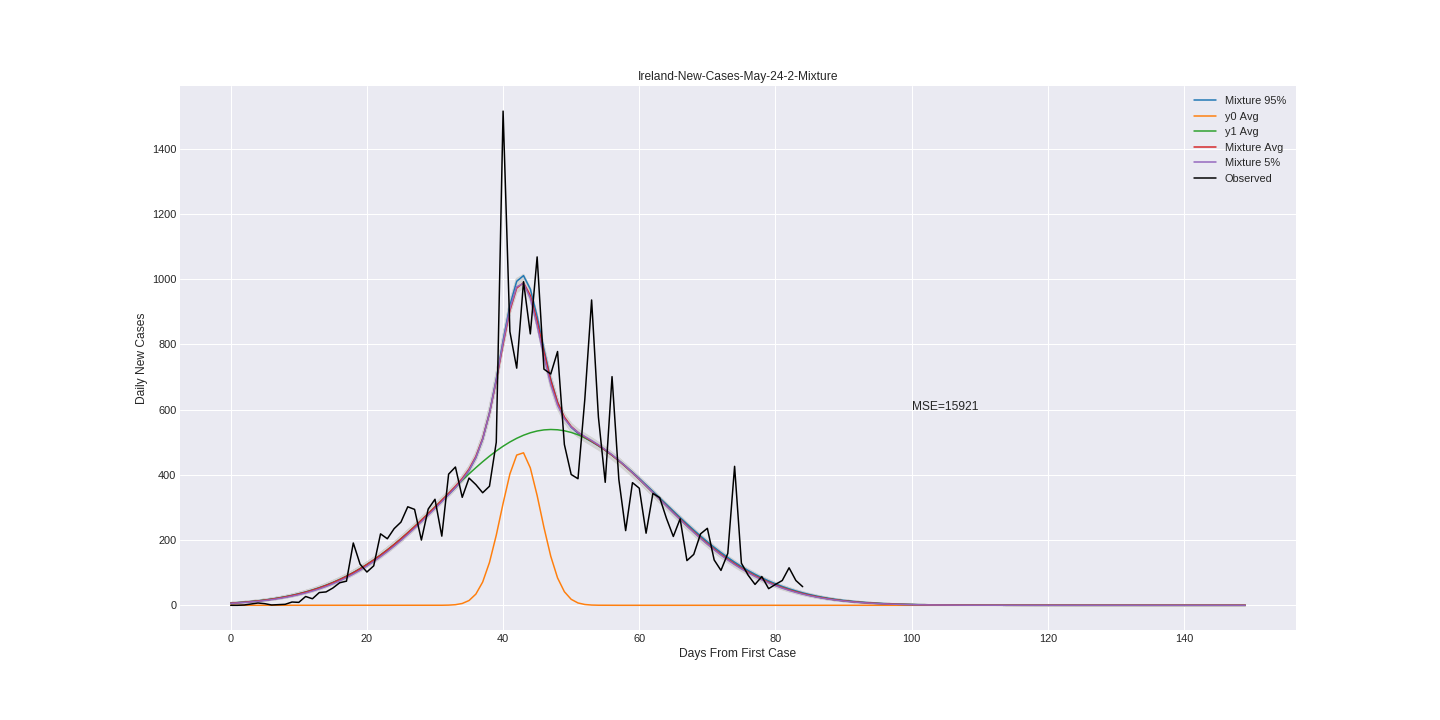 Ireland-New-Cases-May-24-2-Mixture
Mixture 95%
y0 Avg
y1 Avg
Mixture Avg
Mixture 5%
Observed
Daily New Cases
1400
1200
1000
800
600
400
200
0
MSE=15921
0 20 40 60 80 100 120 140
Days From First Case